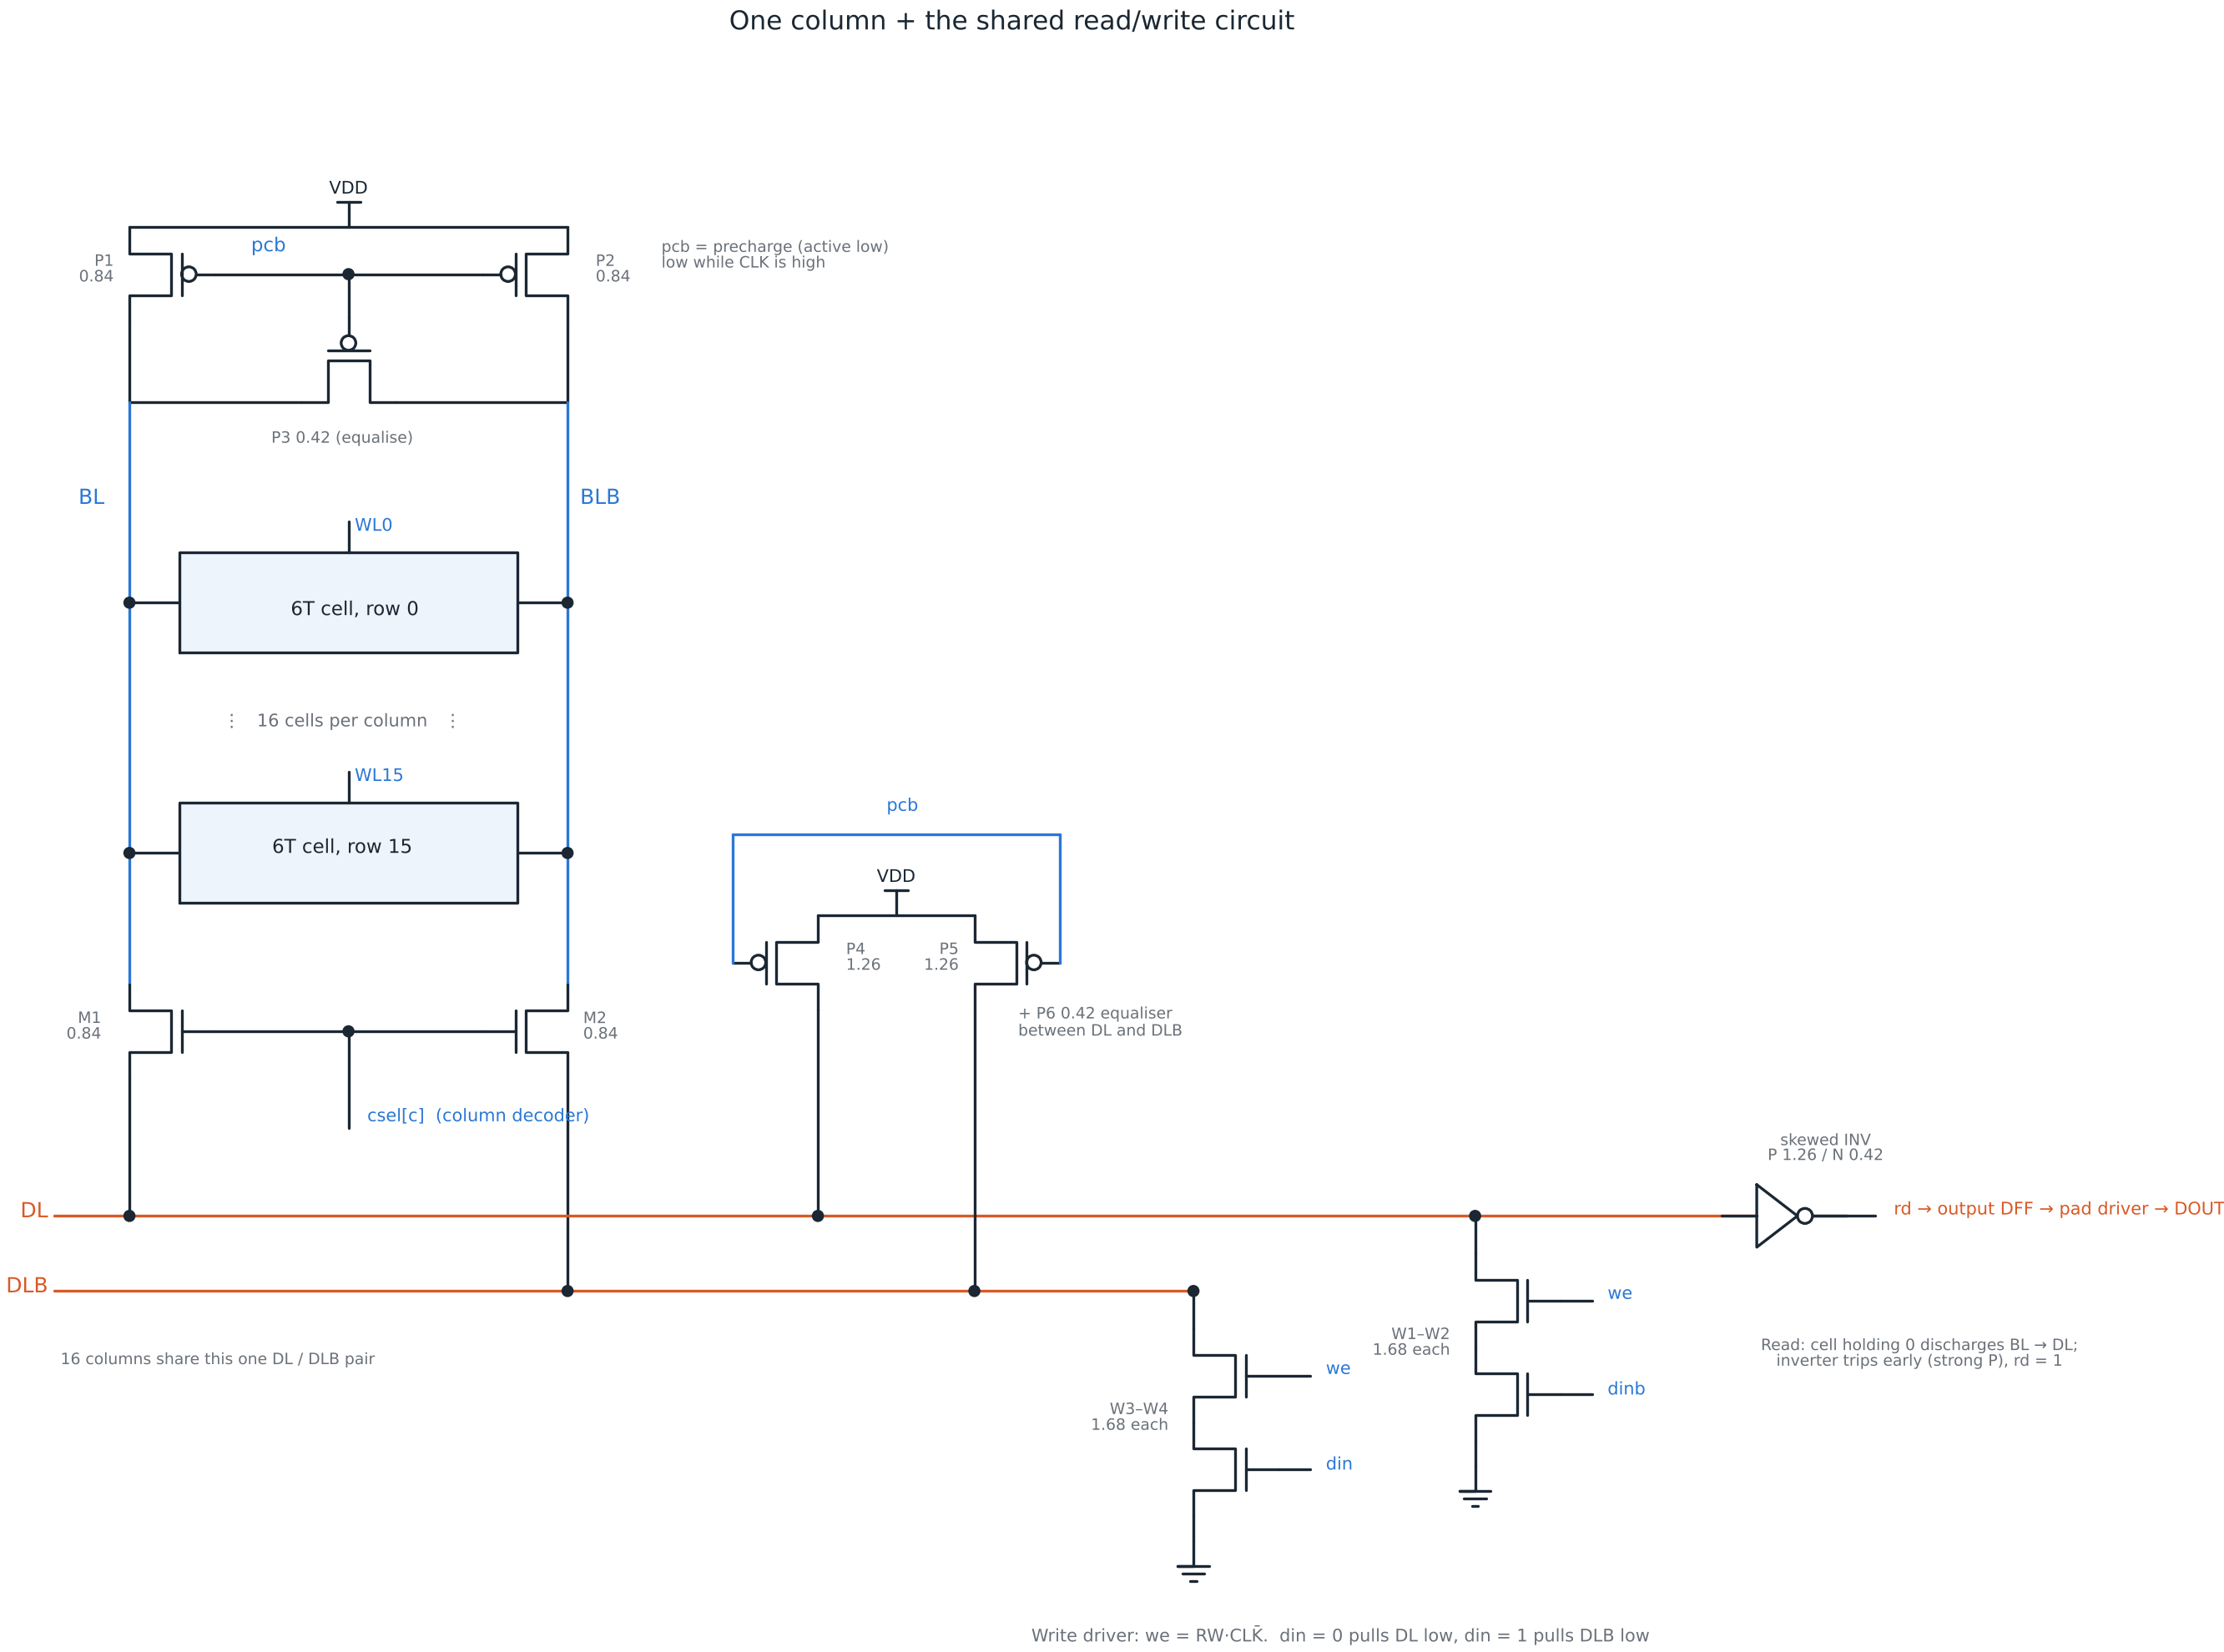 One column + the shared read/write circuit
VDD
pcb
P1
0.84
P2
0.84
pcb = precharge (active low)
low while CLK is high
P3 0.42 (equalise)
BL
BLB
WL0
6T cell, row 0
⋮ 16 cells per column ⋮
WL15
6T cell, row 15
pcb
VDD
P4
1.26
P5
1.26
+ P6 0.42 equaliser
between DL and DLB
M1
0.84
M2
0.84
csel[c] (column decoder)
skewed INV
P 1.26 / N 0.42
DL
rd → output DFF → pad driver → DOUT
DLB
we
W1–W2
1.68 each
Read: cell holding 0 discharges BL → DL;
inverter trips early (strong P), rd = 1
16 columns share this one DL / DLB pair
we
dinb
W3–W4
1.68 each
din
Write driver: we = RW·CLK̄. din = 0 pulls DL low, din = 1 pulls DLB low